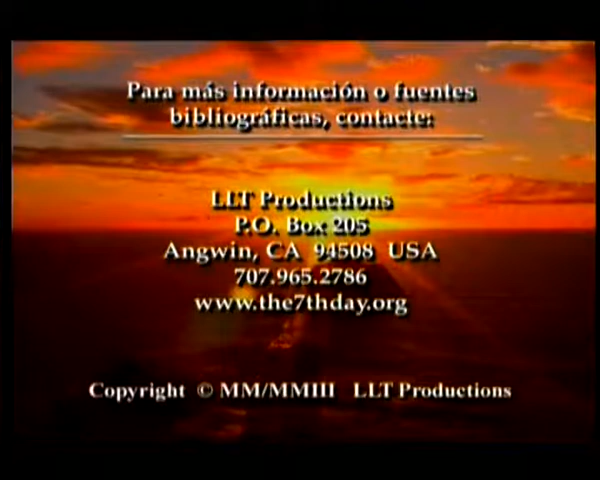 Para más información o fuentes
bibliográficas, contacte:
LLT Productions
P.O. Box 205
Angwin, CA 94508 USA
707.965.2786
www.the7thday.org
Copyright © MM/MMIII LLT Productions